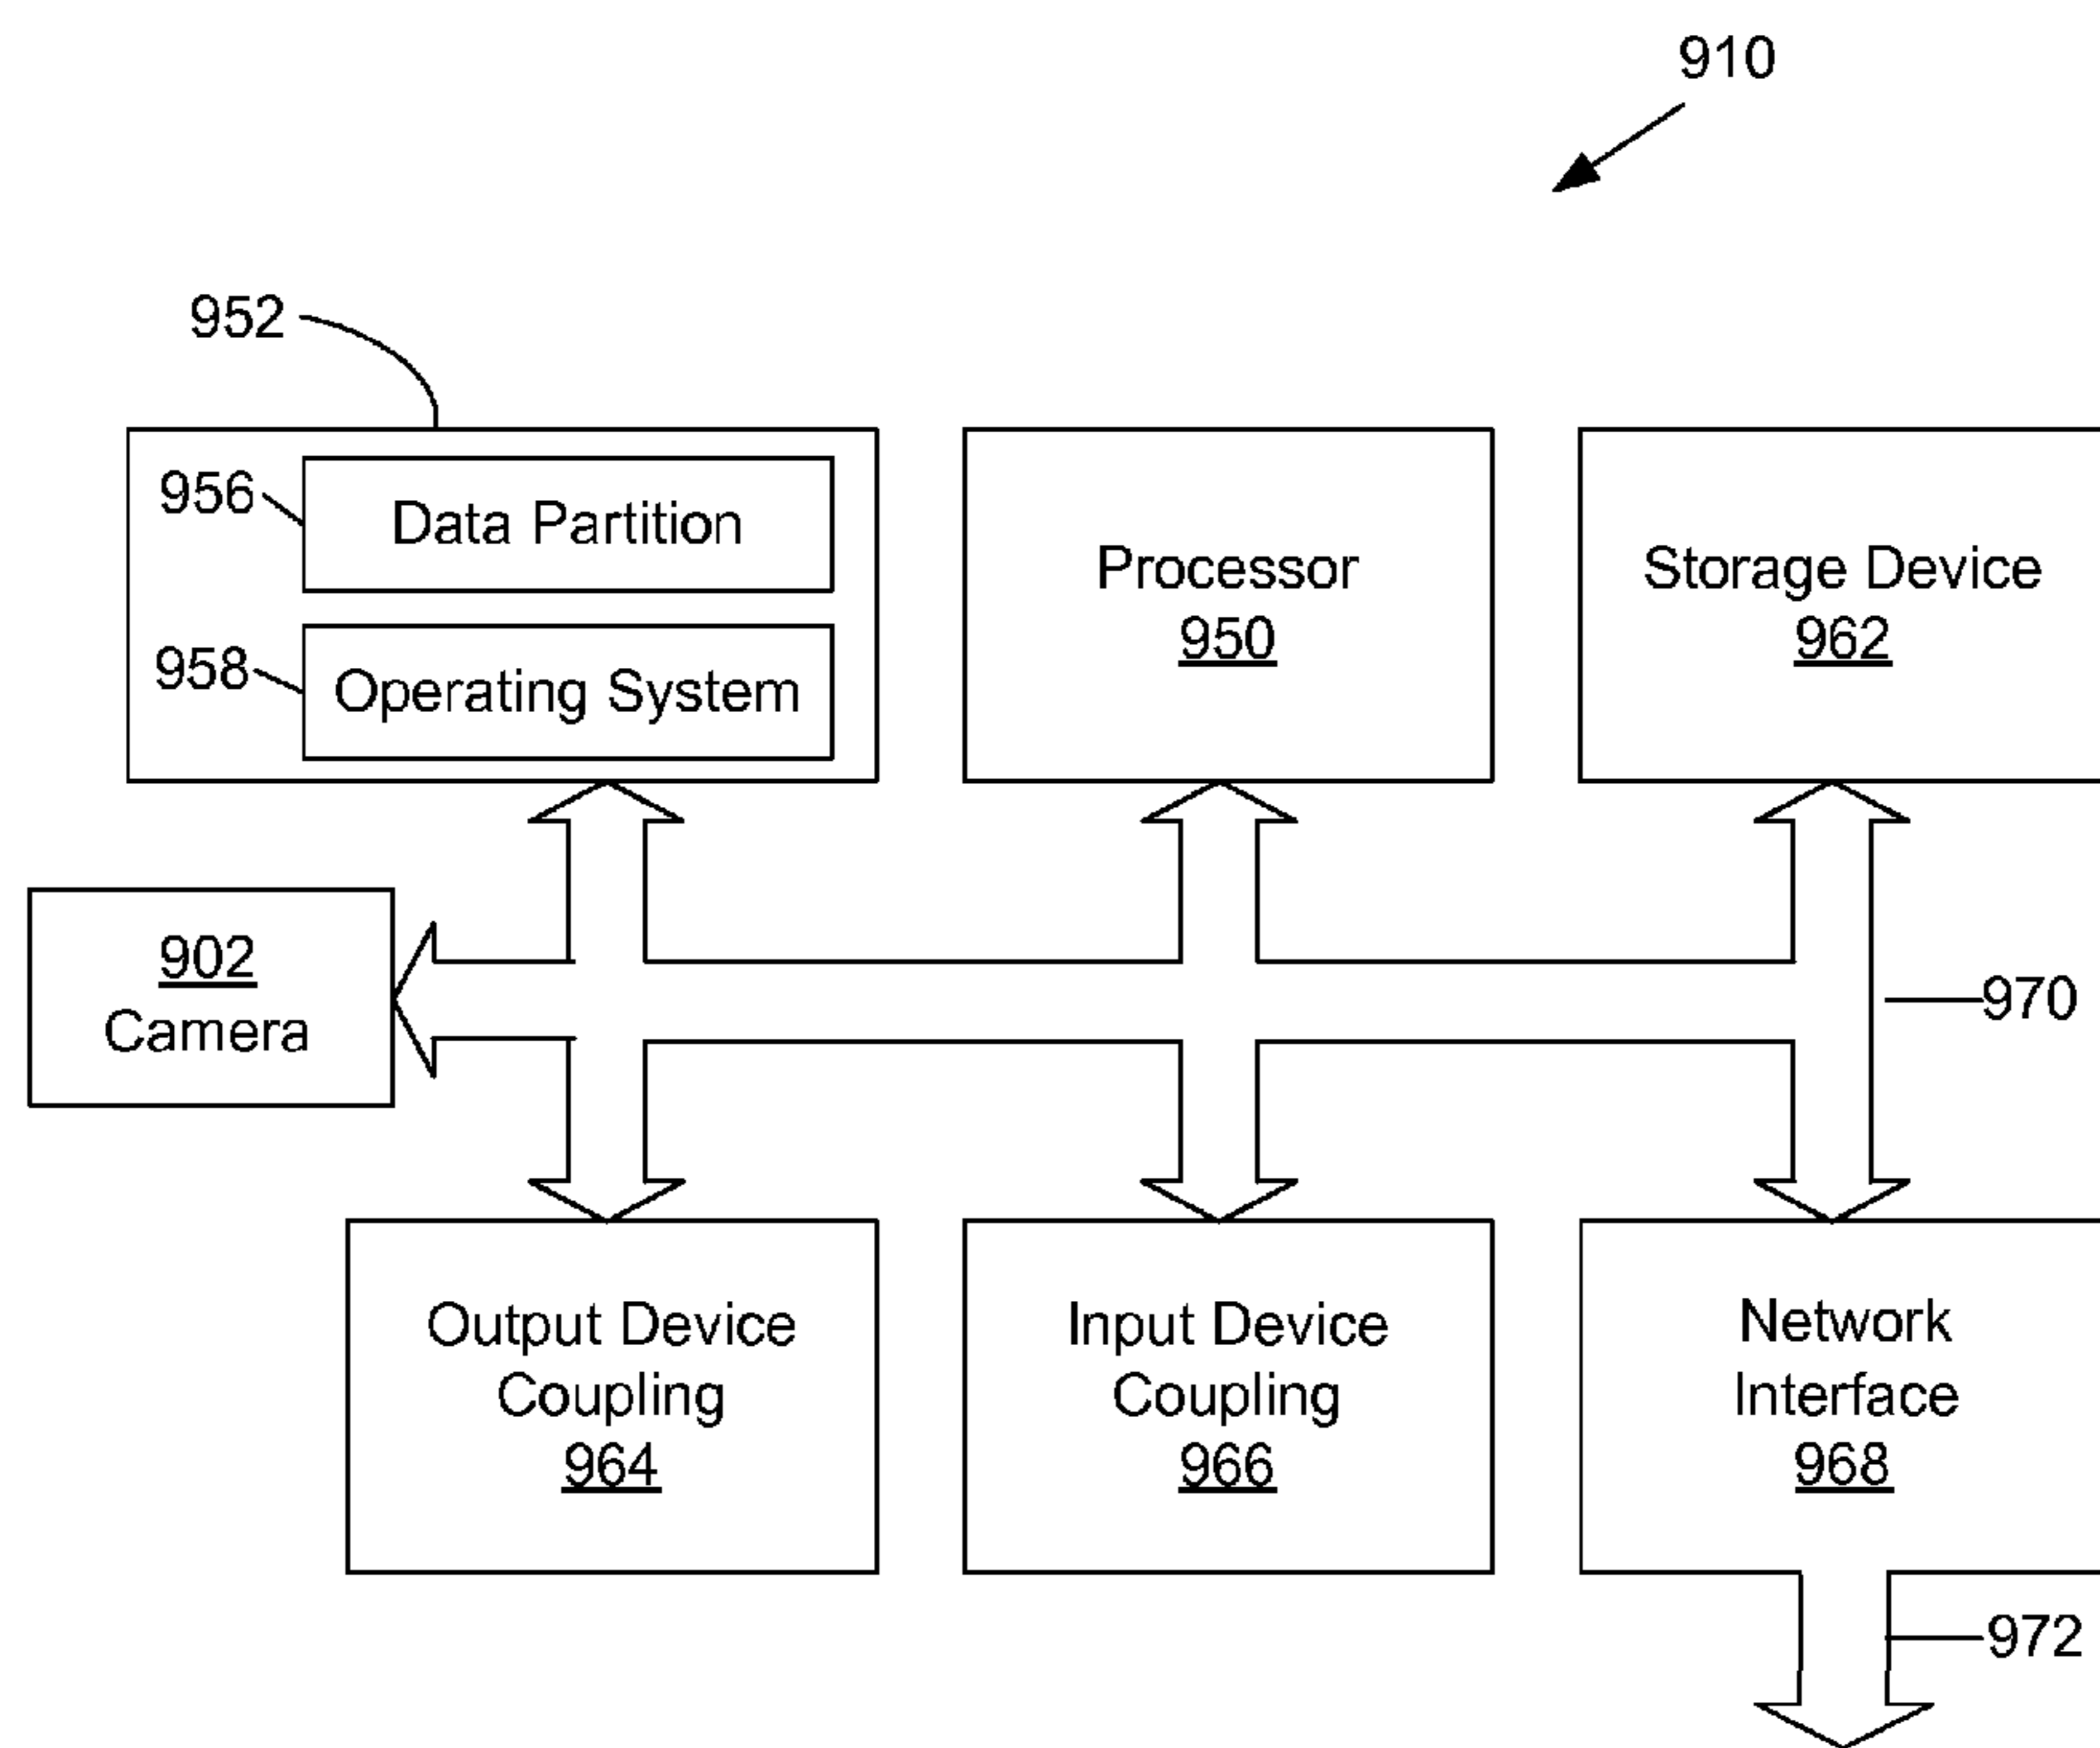 910
952
956
Data Partition
958
Operating System
Processor
950
Storage Device
962
902
Camera
970
Output Device
Coupling
964
Input Device
Coupling
966
Network
Interface
968
972